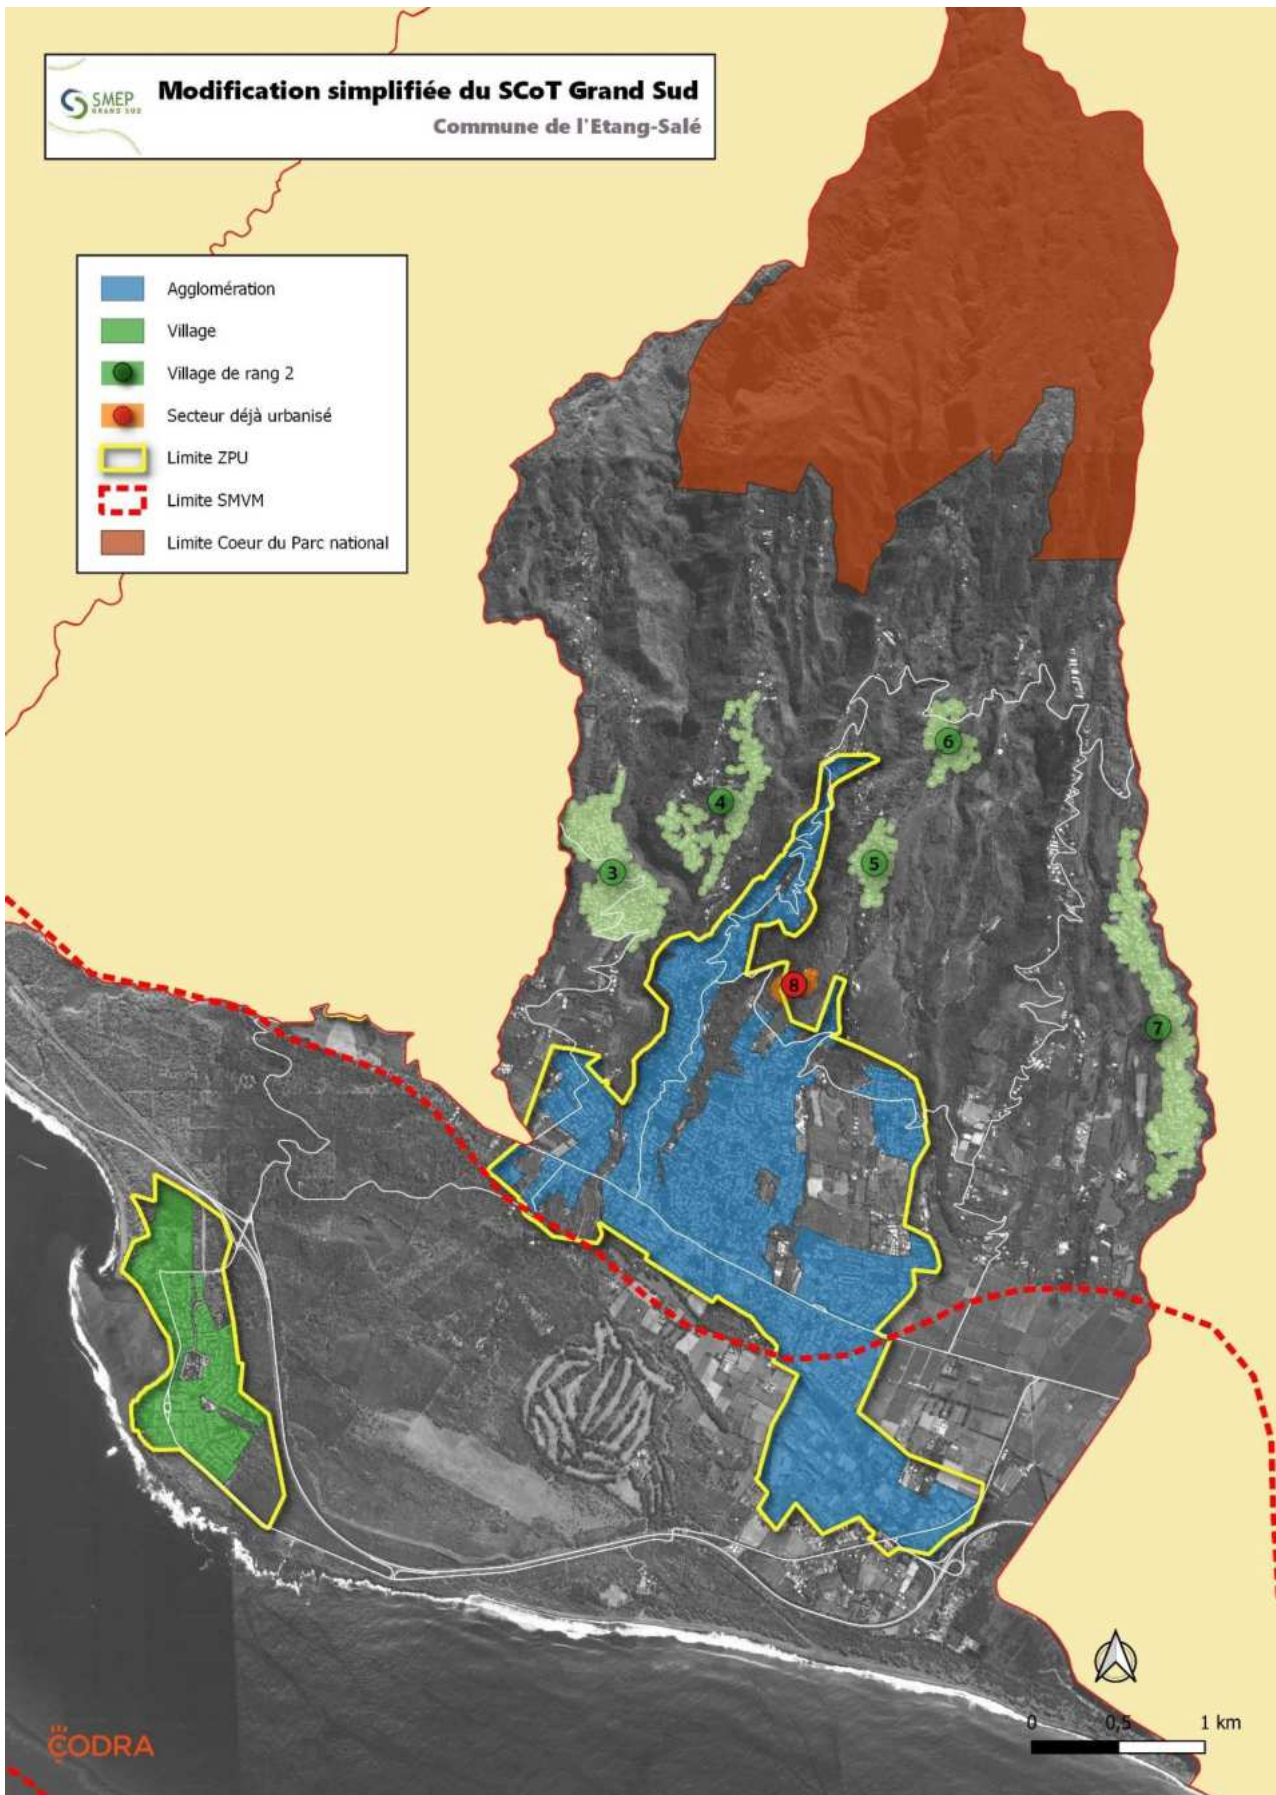 SMEP
GRAND SUD
Modification simplifiée du SCoT Grand Sud
Commune de l'Etang-Salé
Agglomération
Village
Village de rang 2
Secteur déjà urbanisé
Limite ZPU
Limite SMVM
Limite Coeur du Parc national
6
4
5
3
8
7
0
0,5
1 km
CODRA